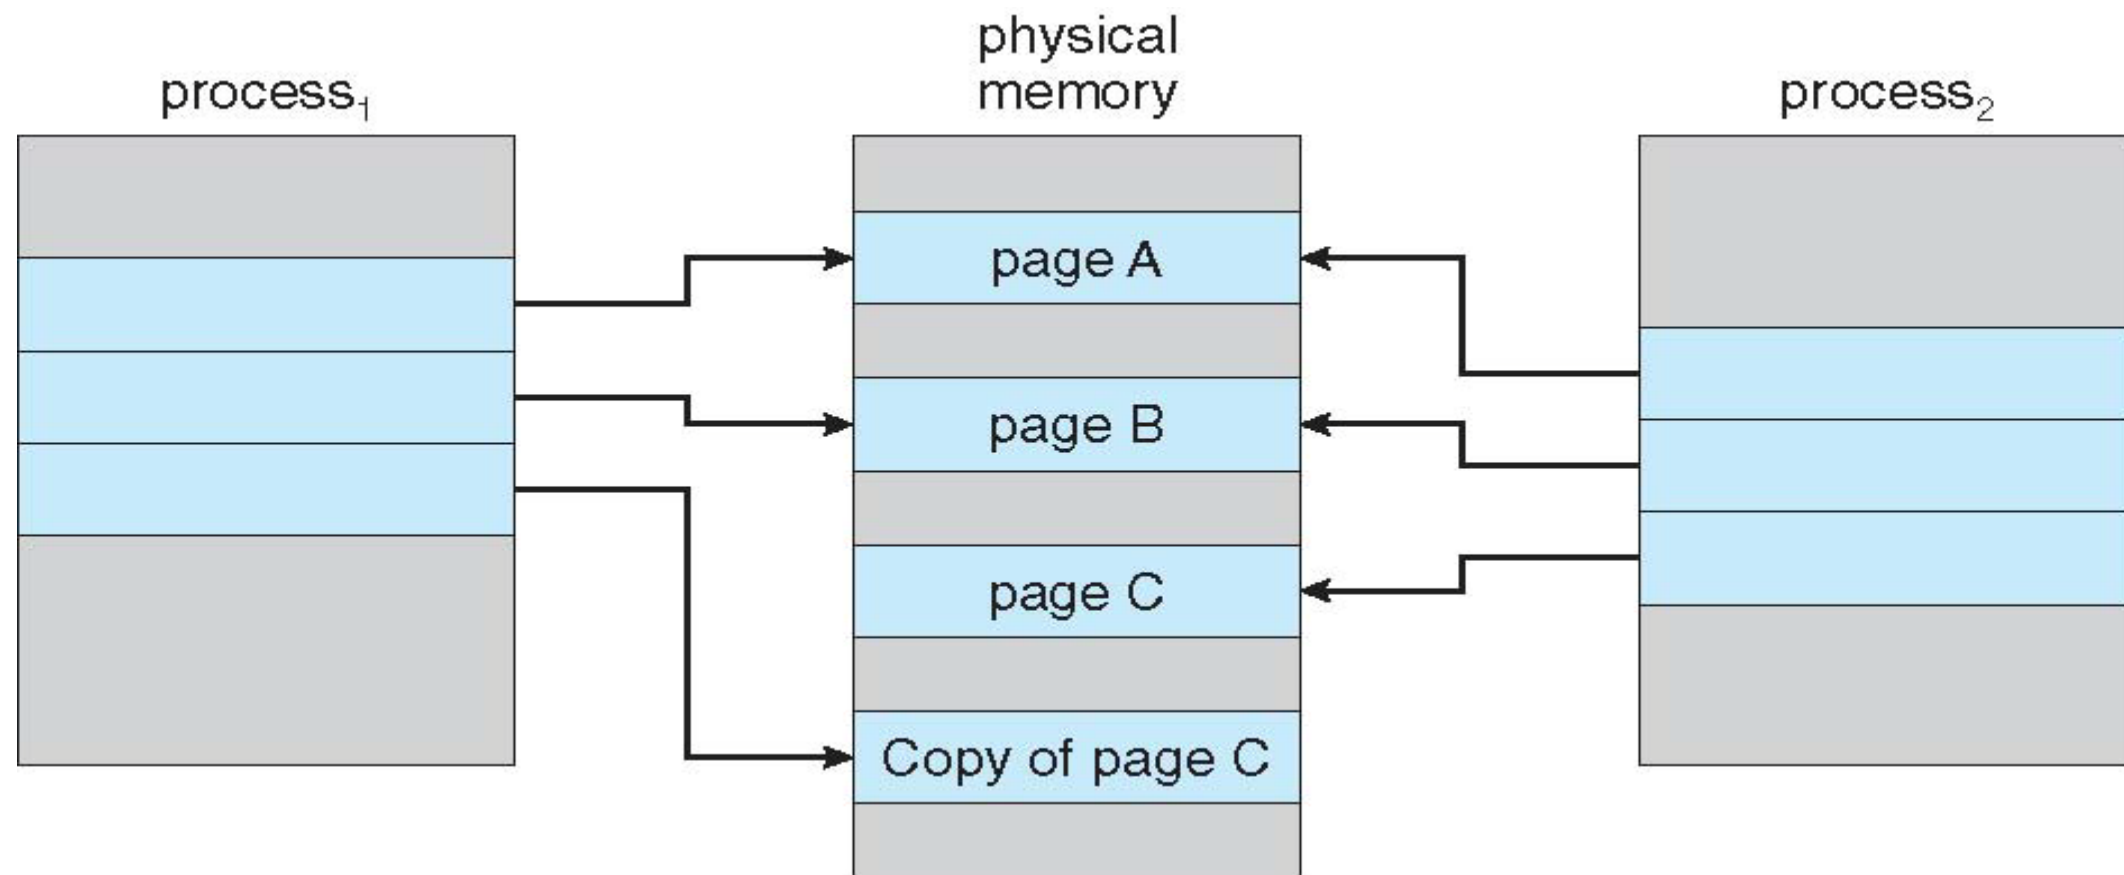 physical
memory
process₁
process₂
page A
page B
page C
Copy of page C